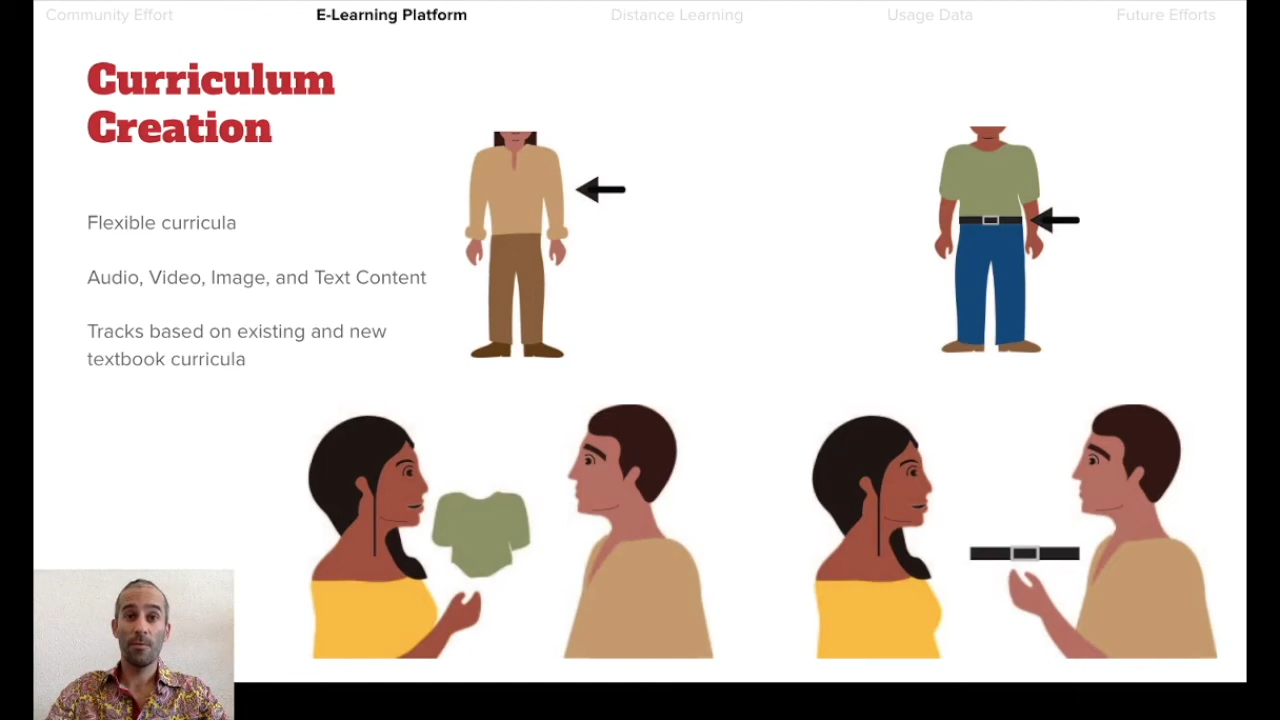 Community Effort
E-Learning Platform
Distance Learning
Usage Data
Future Efforts
Curriculum
Creation
Flexible curricula
Audio, Video, Image, and Text Content
Tracks based on existing and new
textbook curricula